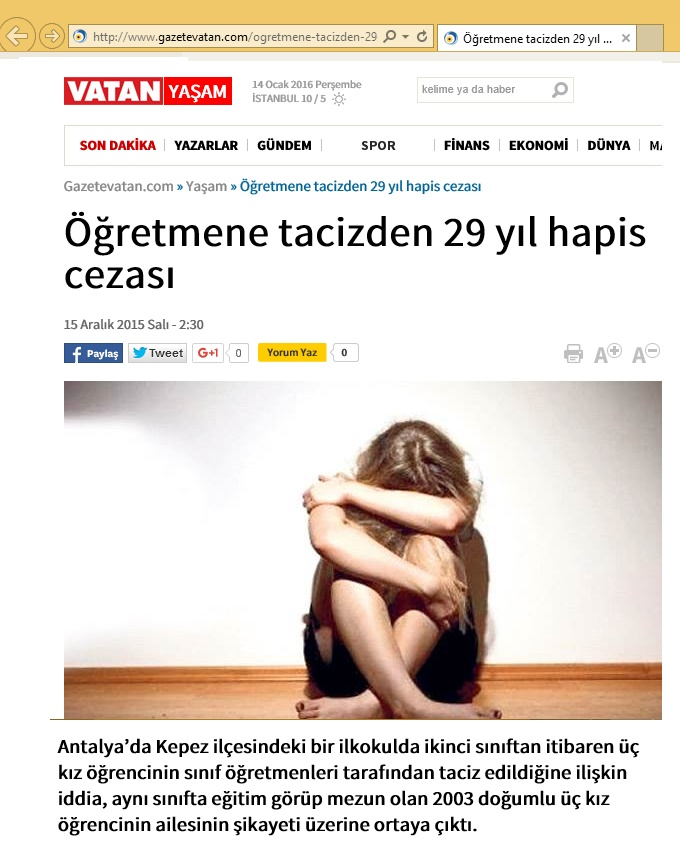 http://www.gazetevatan.com/ogretmene-tacizden-29
Öğretmene tacizden 29 yıl ...
VATAN YAŞAM
14 Ocak 2016 Perşembe
İSTANBUL 10 / 5
kelime ya da haber
SON DAKİKA YAZARLAR GÜNDEM SPOR FİNANS EKONOMİ DÜNYA
Gazetevatan.com » Yaşam » Öğretmene tacizden 29 yıl hapis cezası
Öğretmene tacizden 29 yıl hapis
cezası
15 Aralık 2015 Salı - 2:30
f Paylaş Tweet G+1 0 Yorum Yaz 0
A+ A-
Antalya’da Kepez ilçesindeki bir ilkokulda ikinci sınıftan itibaren üç
kız öğrencinin sınıf öğretmenleri tarafından taciz edildiğine ilişkin
iddia, aynı sınıfta eğitim görüp mezun olan 2003 doğumlu üç kız
öğrencinin ailesinin şikayeti üzerine ortaya çıktı.